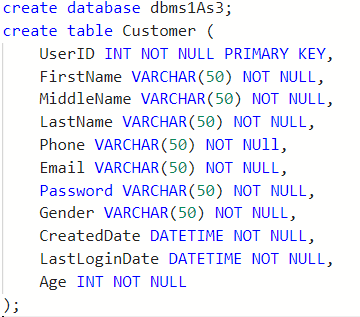 create database dbms1As3;
create table Customer (
UserID INT NOT NULL PRIMARY KEY,
FirstName VARCHAR(50) NOT NULL,
MiddleName VARCHAR(50) NOT NULL,
LastName VARCHAR(50) NOT NULL,
Phone VARCHAR(50) NOT NUll,
Email VARCHAR(50) NOT NULL,
Password VARCHAR(50) NOT NULL,
Gender VARCHAR(50) NOT NULL,
CreatedDate DATETIME NOT NULL,
LastLoginDate DATETIME NOT NULL,
Age INT NOT NULL
);